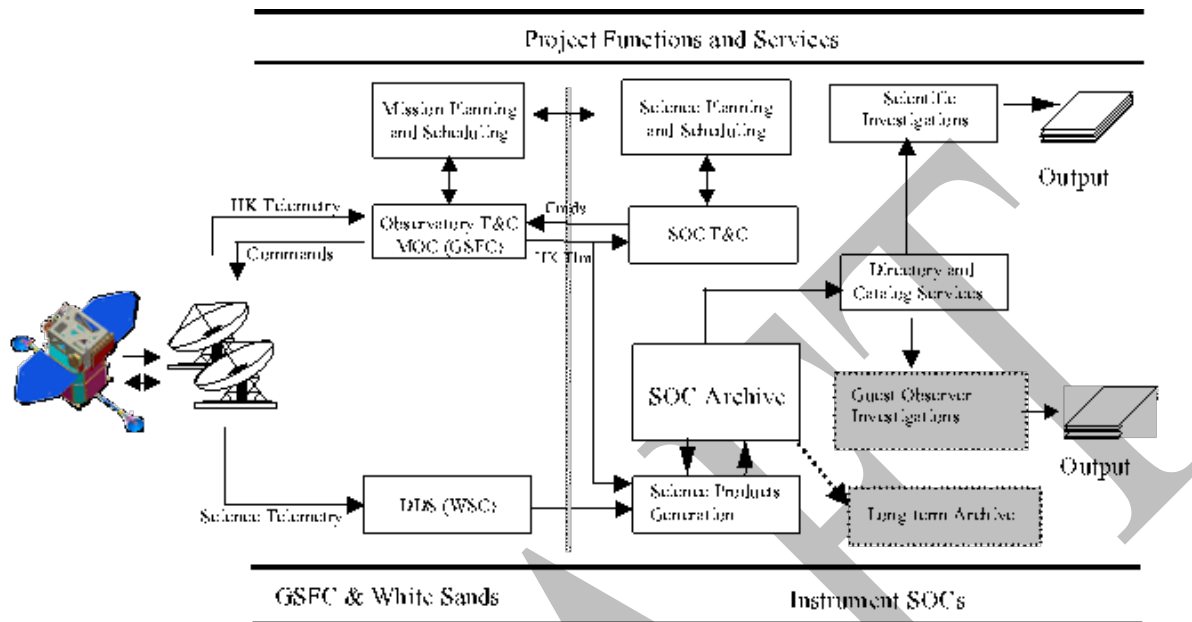 Project Functions and Services
Mission Planning
and Scheduling
Science Planning
and Scheduling
Scientific
Investigations
Output
HK Telemetry
Observatory T&C
MOC (GSFC)
Cmds
HK Tlm
SOC T&C
Commands
Directory and
Catalog Services
SOC Archive
Guest Observer
Investigations
Output
Science Telemetry
DDS (WSC)
Science Products
Generation
Long term Archive
GSFC & White Sands
Instrument SOCs